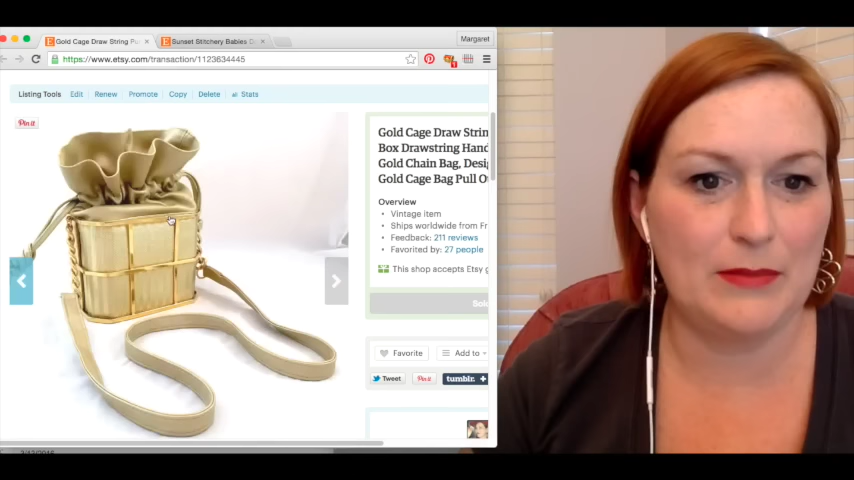 Gold Cage Draw String Pu
Sunset Stitchery Babies C
Margaret
https://www.etsy.com/transaction/1123634445
Listing Tools Edit Renew Promote Copy Delete Stats
Pin it
Gold Cage Draw Strin
Box Drawstring Hand
Gold Chain Bag, Desi
Gold Cage Bag Pull O
Overview
• Vintage item
• Ships worldwide from Fr
• Feedback: 211 reviews
• Favorited by: 27 people
This shop accepts Etsy g
Sol
Favorite
Add to
Tweet
Pin it
tumblr. +